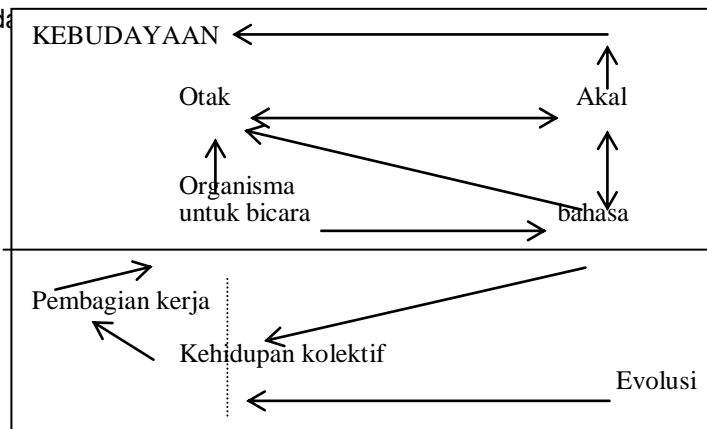 KEBUDAYAAN
Otak
Akal
Organisma
untuk bicara
bahasa
Pembagian kerja
Kehidupan kolektif
Evolusi